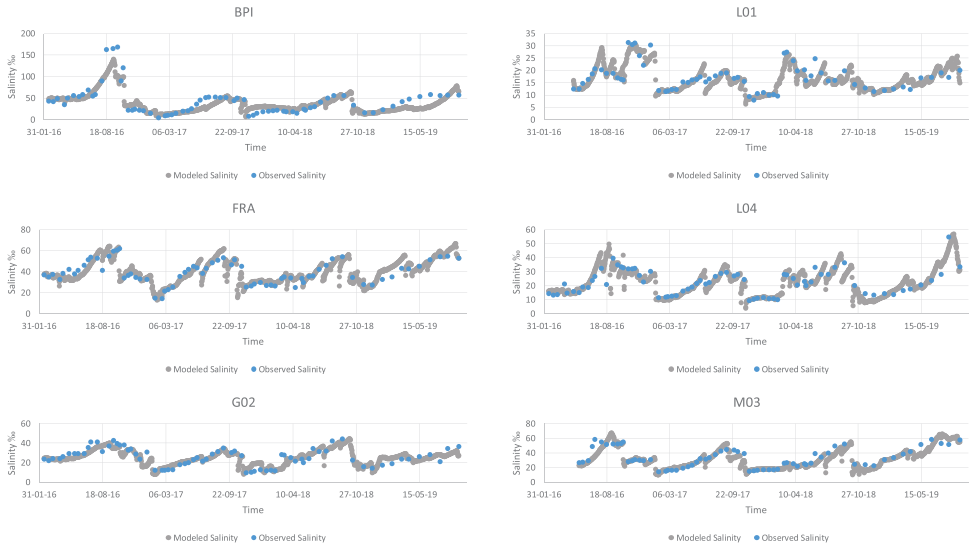 BPI
Salinity ‰
200
150
100
50
0
31-01-16 18-08-16 06-03-17 22-09-17 10-04-18 27-10-18 15-05-19
Time
Modeled Salinity Observed Salinity
L01
Salinity ‰
35
30
25
20
15
10
5
0
31-01-16 18-08-16 06-03-17 22-09-17 10-04-18 27-10-18 15-05-19
Time
Modeled Salinity Observed Salinity
FRA
Salinity ‰
80
60
40
20
0
31-01-16 18-08-16 06-03-17 22-09-17 10-04-18 27-10-18 15-05-19
Time
Modeled Salinity Observed Salinity
L04
Salinity ‰
60
50
40
30
20
10
0
31-01-16 18-08-16 06-03-17 22-09-17 10-04-18 27-10-18 15-05-19
Time
Modeled Salinity Observed Salinity
G02
Salinity ‰
60
40
20
0
31-01-16 18-08-16 06-03-17 22-09-17 10-04-18 27-10-18 15-05-19
Time
Modeled Salinity Observed Salinity
M03
Salinity ‰
80
60
40
20
0
31-01-16 18-08-16 06-03-17 22-09-17 10-04-18 27-10-18 15-05-19
Time
Modeled Salinity Observed Salinity